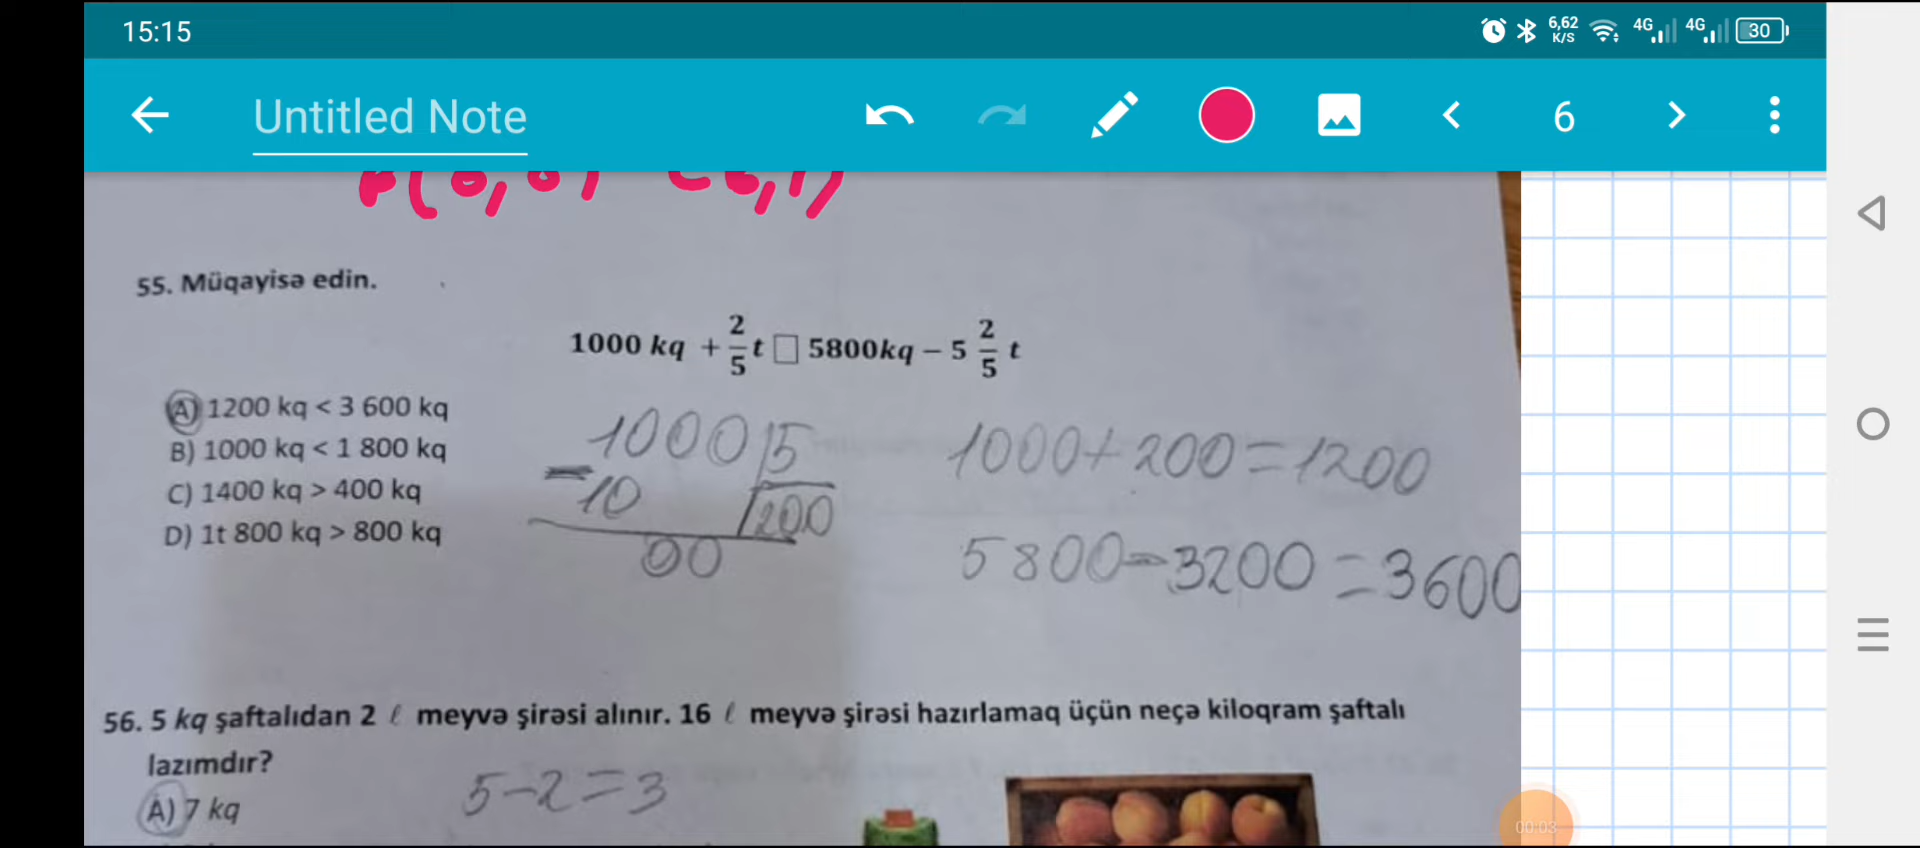 15:15
6,62 K/S 4G 4G 30
Untitled Note
6
55. Müqayisə edin.
1000 kq + 2/5 t □ 5800kq – 5 2/5 t
A) 1200 kq < 3 600 kq
B) 1000 kq < 1 800 kq
C) 1400 kq > 400 kq
D) 1t 800 kq > 800 kq
1000 5
- 10 200
00
1000+200=1200
5800-3200=3600
56. 5 kq şaftalıdan 2 ℓ meyvə şirəsi alınır. 16 ℓ meyvə şirəsi hazırlamaq üçün neçə kiloqram şaftalı
lazımdır?
5-2=3
A) 7 kq
00:03